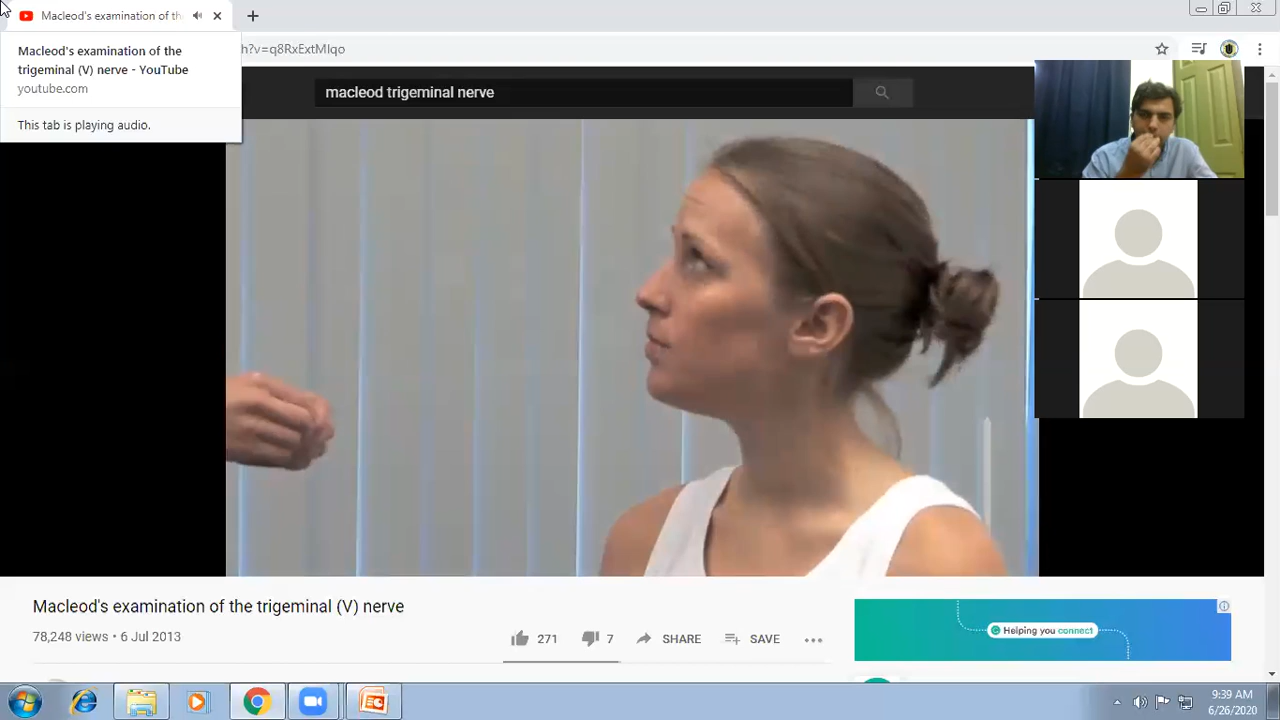 Macleod's examination of th
Macleod's examination of the
trigeminal (V) nerve - YouTube
youtube.com
This tab is playing audio.
h?v=q8RxExtMIqo
macleod trigeminal nerve
Macleod's examination of the trigeminal (V) nerve
78,248 views • 6 Jul 2013
271
7
SHARE
SAVE
Helping you connect
9:39 AM
6/26/2020